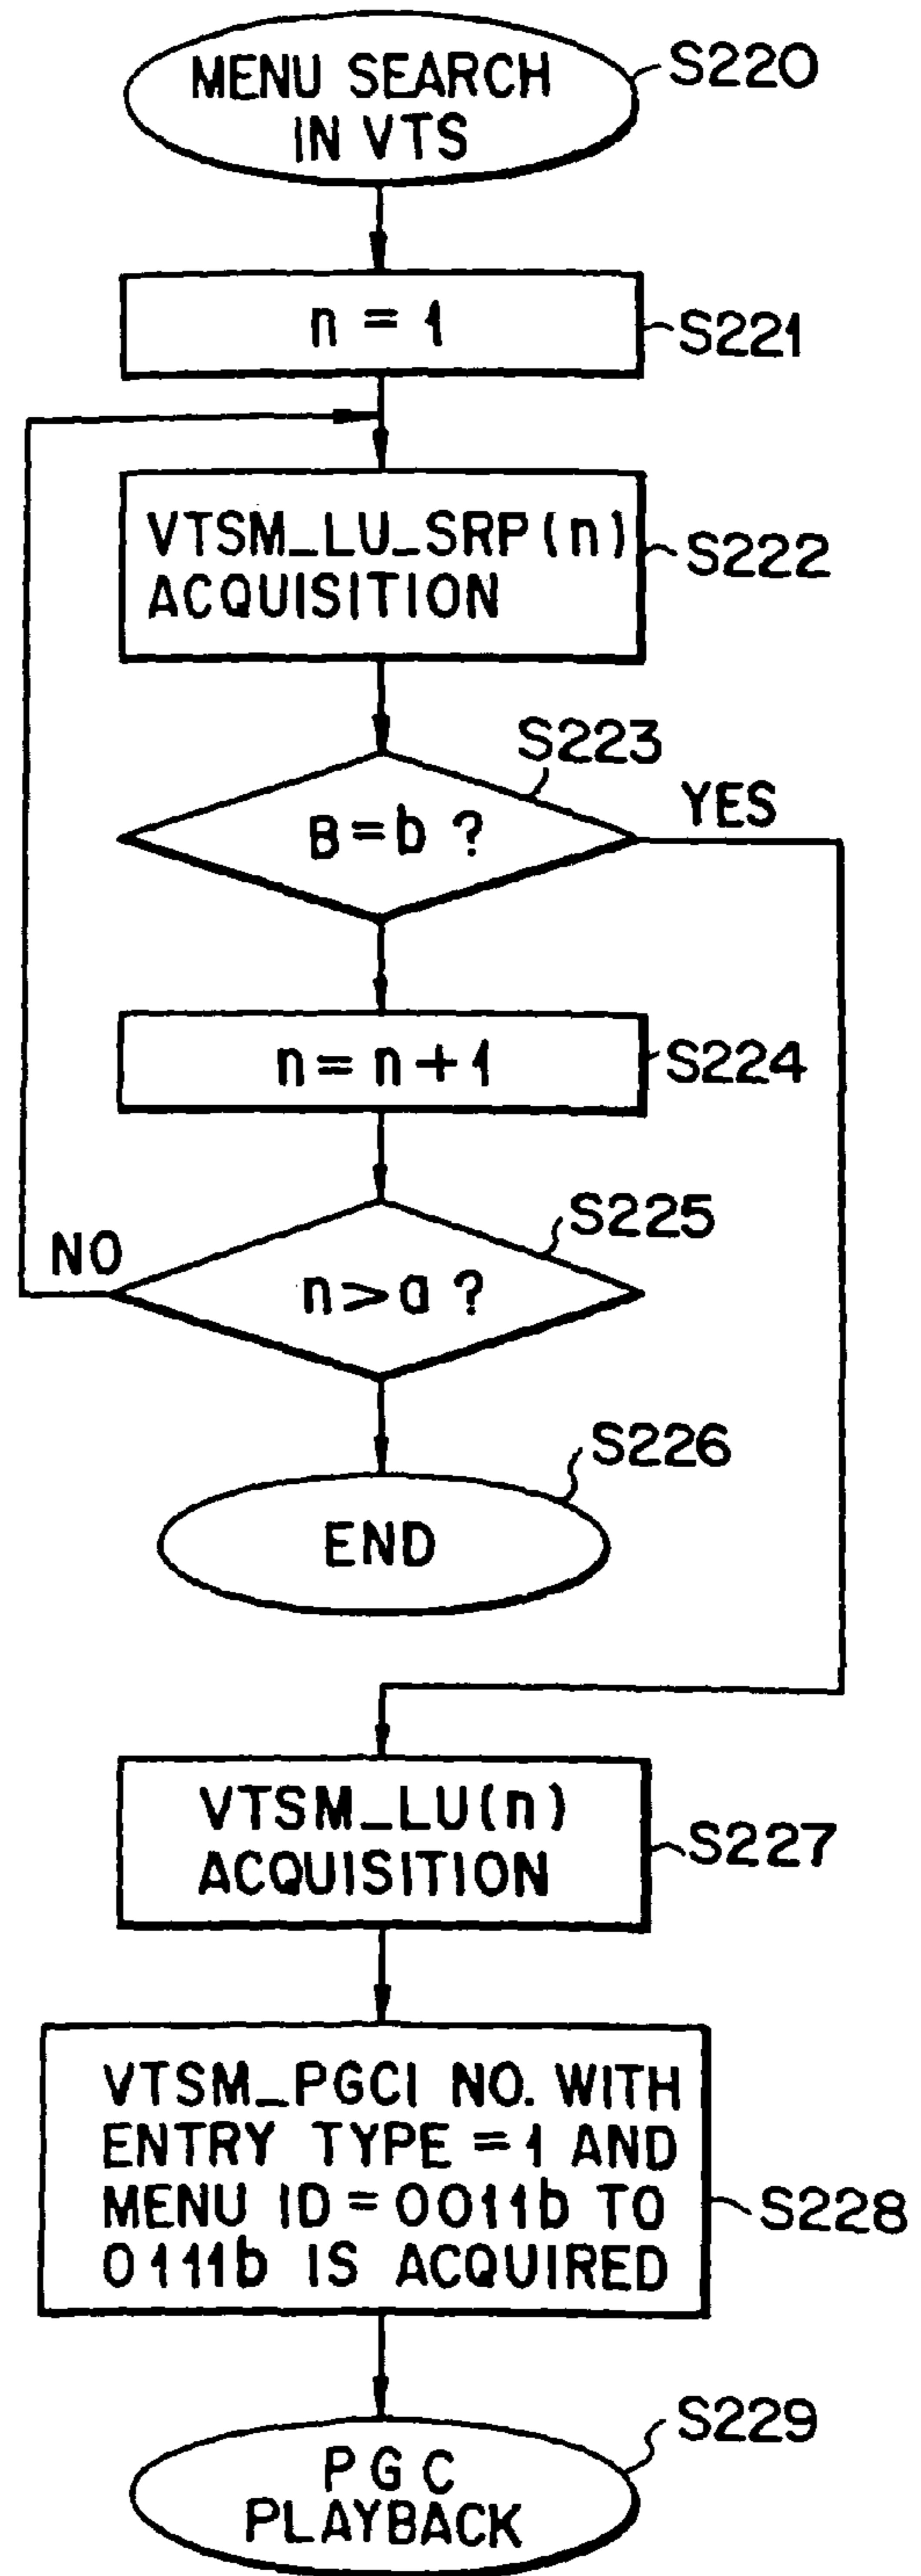 MENU SEARCH
IN VTS
S220
n = 1
S221
VTSM_LU_SRP(n)
ACQUISITION
S222
S223
B=b ?
YES
n=n+1
S224
S225
NO
n>a ?
S226
END
VTSM_LU(n)
ACQUISITION
S227
VTSM_PGCI NO. WITH
ENTRY TYPE =1 AND
MENU ID=0011b TO
0111b IS ACQUIRED
S228
S229
PGC
PLAYBACK